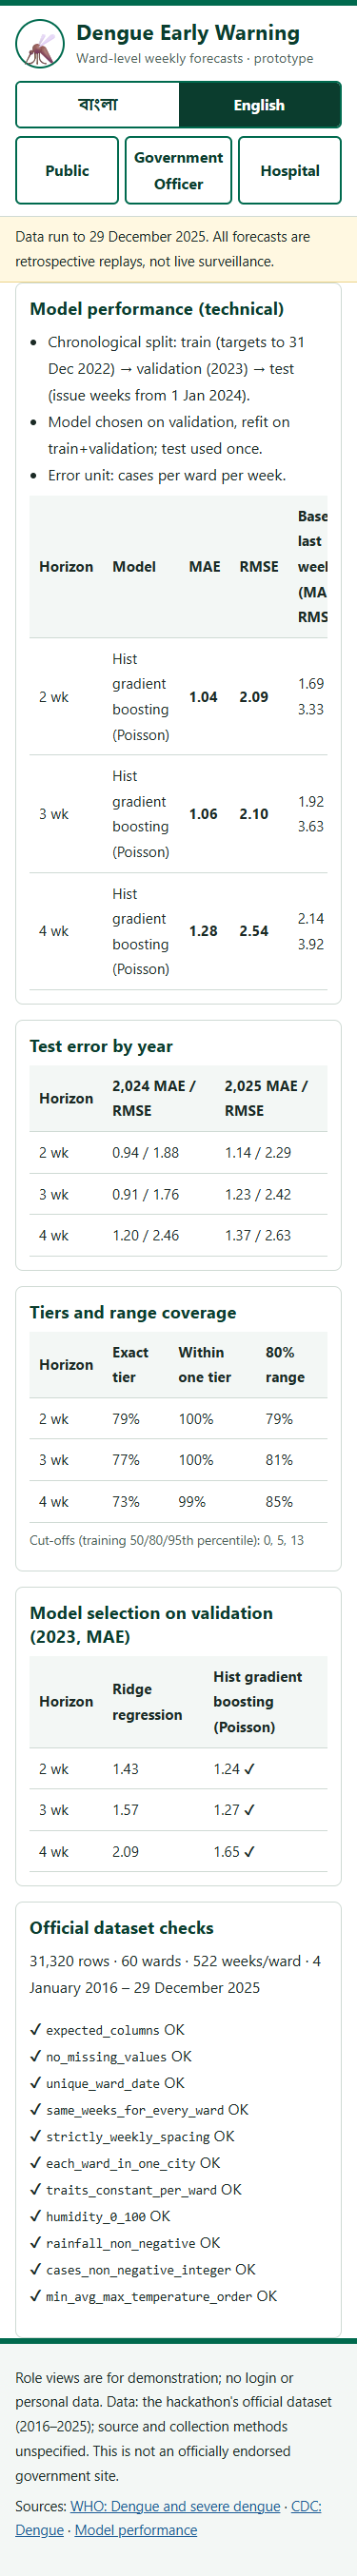 Dengue Early Warning
Ward-level weekly forecasts · prototype
বাংলা
English
Public
Government
Officer
Hospital
Data run to 29 December 2025. All forecasts are
retrospective replays, not live surveillance.
Model performance (technical)
• Chronological split: train (targets to 31
Dec 2022) → validation (2023) → test
(issue weeks from 1 Jan 2024).
• Model chosen on validation, refit on
train+validation; test used once.
• Error unit: cases per ward per week.
Horizon Model MAE RMSE
last
2 wk Hist gradient boosting (Poisson) 1.04 2.09 1.69 3.33
3 wk Hist gradient boosting (Poisson) 1.06 2.10 1.92 3.63
4 wk Hist gradient boosting (Poisson) 1.28 2.54 2.14 3.92
Test error by year
Horizon 2,024 MAE / RMSE 2,025 MAE / RMSE
2 wk 0.94 / 1.88 1.14 / 2.29
3 wk 0.91 / 1.76 1.23 / 2.42
4 wk 1.20 / 2.46 1.37 / 2.63
Tiers and range coverage
Horizon Exact tier Within one tier 80% range
2 wk 79% 100% 79%
3 wk 77% 100% 81%
4 wk 73% 99% 85%
Cut-offs (training 50/80/95th percentile): 0, 5, 13
Model selection on validation
(2023, MAE)
Horizon Ridge regression Hist gradient boosting (Poisson)
2 wk 1.43 1.24 ✓
3 wk 1.57 1.27 ✓
4 wk 2.09 1.65 ✓
Official dataset checks
31,320 rows · 60 wards · 522 weeks/ward · 4
January 2016 – 29 December 2025
✓ expected_columns OK
✓ no_missing_values OK
✓ unique_ward_date OK
✓ same_weeks_for_every_ward OK
✓ strictly_weekly_spacing OK
✓ each_ward_in_one_city OK
✓ traits_constant_per_ward OK
✓ humidity_0_100 OK
✓ rainfall_non_negative OK
✓ cases_non_negative_integer OK
✓ min_avg_max_temperature_order OK
Role views are for demonstration; no login or
personal data. Data: the hackathon's official dataset
(2016–2025); source and collection methods
unspecified. This is not an officially endorsed
government site.
Sources: WHO: Dengue and severe dengue · CDC:
Dengue · Model performance